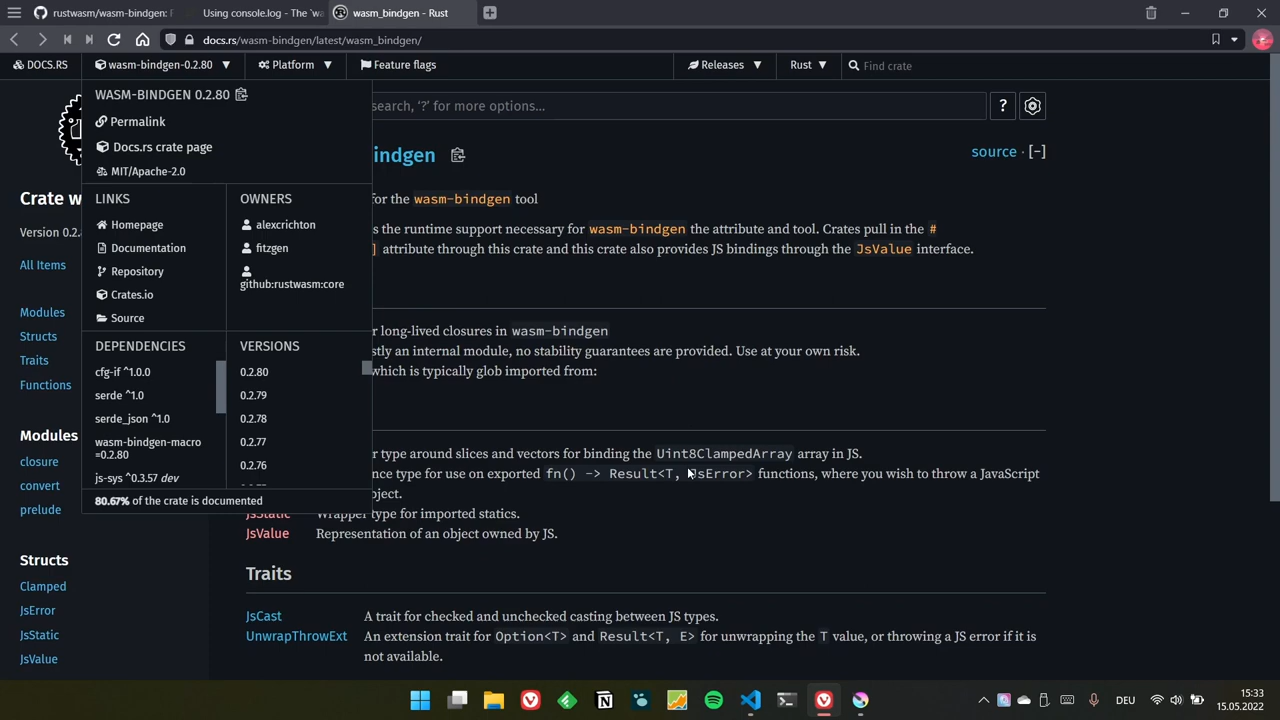 rustwasm/wasm-bindgen: F
Using console.log - The `wa
wasm_bindgen - Rust
docs.rs/wasm-bindgen/latest/wasm_bindgen/
DOCS.RS
wasm-bindgen-0.2.80
Platform
Feature flags
Releases
Rust
Find crate
WASM-BINDGEN 0.2.80
Permalink
Docs.rs crate page
MIT/Apache-2.0
LINKS
Homepage
Documentation
Repository
Crates.io
Source
OWNERS
alexcrichton
fitzgen
github:rustwasm:core
DEPENDENCIES
cfg-if ^1.0.0
serde ^1.0
serde_json ^1.0
wasm-bindgen-macro
=0.2.80
js-sys ^0.3.57 dev
VERSIONS
0.2.80
0.2.79
0.2.78
0.2.77
0.2.76
80.67% of the crate is documented
Crate w
Version 0.2.
All Items
Modules
Structs
Traits
Functions
Modules
closure
convert
prelude
Structs
Clamped
JsError
JsStatic
JsValue
search, ‘?’ for more options…
?
indgen
source · [−]
for the wasm-bindgen tool
s the runtime support necessary for wasm-bindgen the attribute and tool. Crates pull in the #
] attribute through this crate and this crate also provides JS bindings through the JsValue interface.
r long-lived closures in wasm-bindgen
stly an internal module, no stability guarantees are provided. Use at your own risk.
which is typically glob imported from:
r type around slices and vectors for binding the Uint8ClampedArray array in JS.
nce type for use on exported fn() -> Result<T, JsError> functions, where you wish to throw a JavaScript
bject.
JsStatic Wrapper type for imported statics.
JsValue Representation of an object owned by JS.
Traits
JsCast A trait for checked and unchecked casting between JS types.
UnwrapThrowExt An extension trait for Option<T> and Result<T, E> for unwrapping the T value, or throwing a JS error if it is
not available.
DEU
15:33
15.05.2022